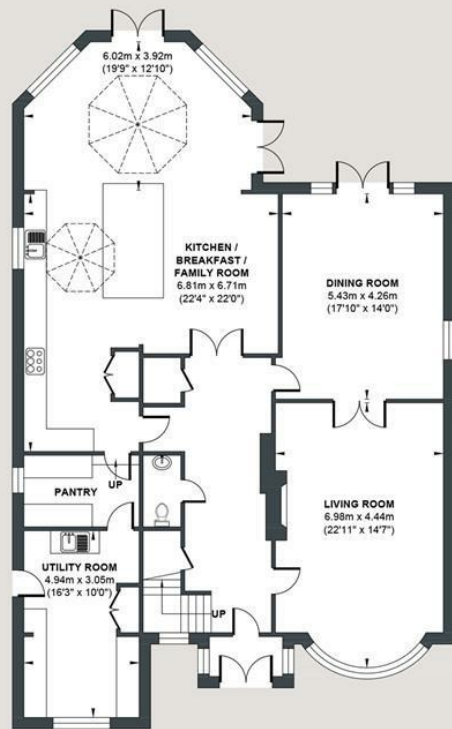 6.02m x 3.92m
(19'9" x 12'10")
KITCHEN /
BREAKFAST /
FAMILY ROOM
6.81m x 6.71m
(22'4" x 22'0")
DINING ROOM
5.43m x 4.26m
(17'10" x 14'0")
UP
PANTRY
LIVING ROOM
6.98m x 4.44m
(22'11" x 14'7")
UTILITY ROOM
4.94m x 3.05m
(16'3" x 10'0")
UP